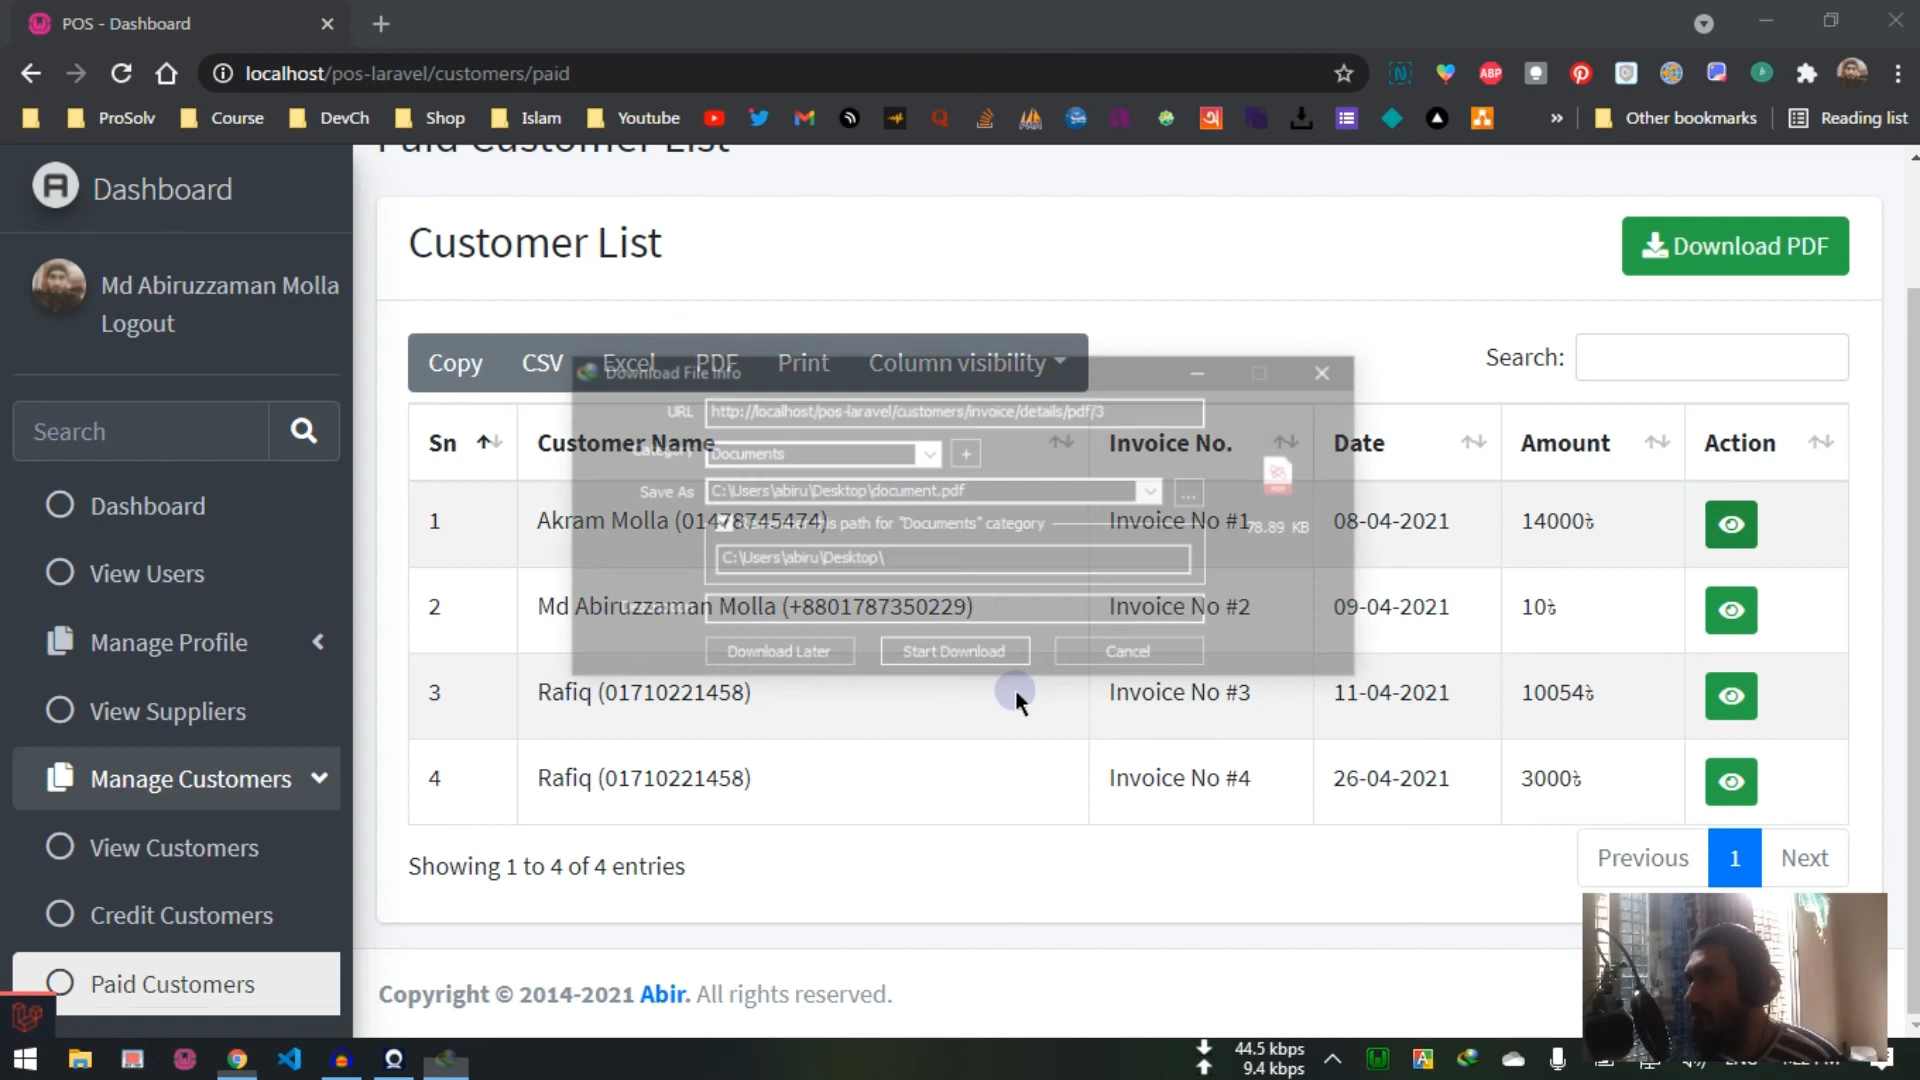 POS - Dashboard
localhost/pos-laravel/customers/paid
ABP
ProSolv
Course
DevCh
Shop
Islam
Youtube
Other bookmarks
Reading list
Paid Customer List
Dashboard
Md Abiruzzaman Molla
Logout
Search
Dashboard
View Users
Manage Profile
View Suppliers
Manage Customers
View Customers
Credit Customers
Paid Customers
Customer List
Download PDF
Copy CSV Excel PDF Print Column visibility
Search:
Download File Info
URL http://localhost/pos-laravel/customers/invoice/details/pdf/3
Category Documents +
Save As C:\Users\abiru\Desktop\document.pdf ...
Remember this path for "Documents" category
78.89 KB
C:\Users\abiru\Desktop\
Download Later Start Download Cancel
Sn Customer Name Invoice No. Date Amount Action
1 Akram Molla (01478745474) Invoice No #1 08-04-2021 14000৳
2 Md Abiruzzaman Molla (+8801787350229) Invoice No #2 09-04-2021 10৳
3 Rafiq (01710221458) Invoice No #3 11-04-2021 10054৳
4 Rafiq (01710221458) Invoice No #4 26-04-2021 3000৳
Showing 1 to 4 of 4 entries
Previous 1 Next
Copyright © 2014-2021 Abir. All rights reserved.
44.5 kbps
9.4 kbps